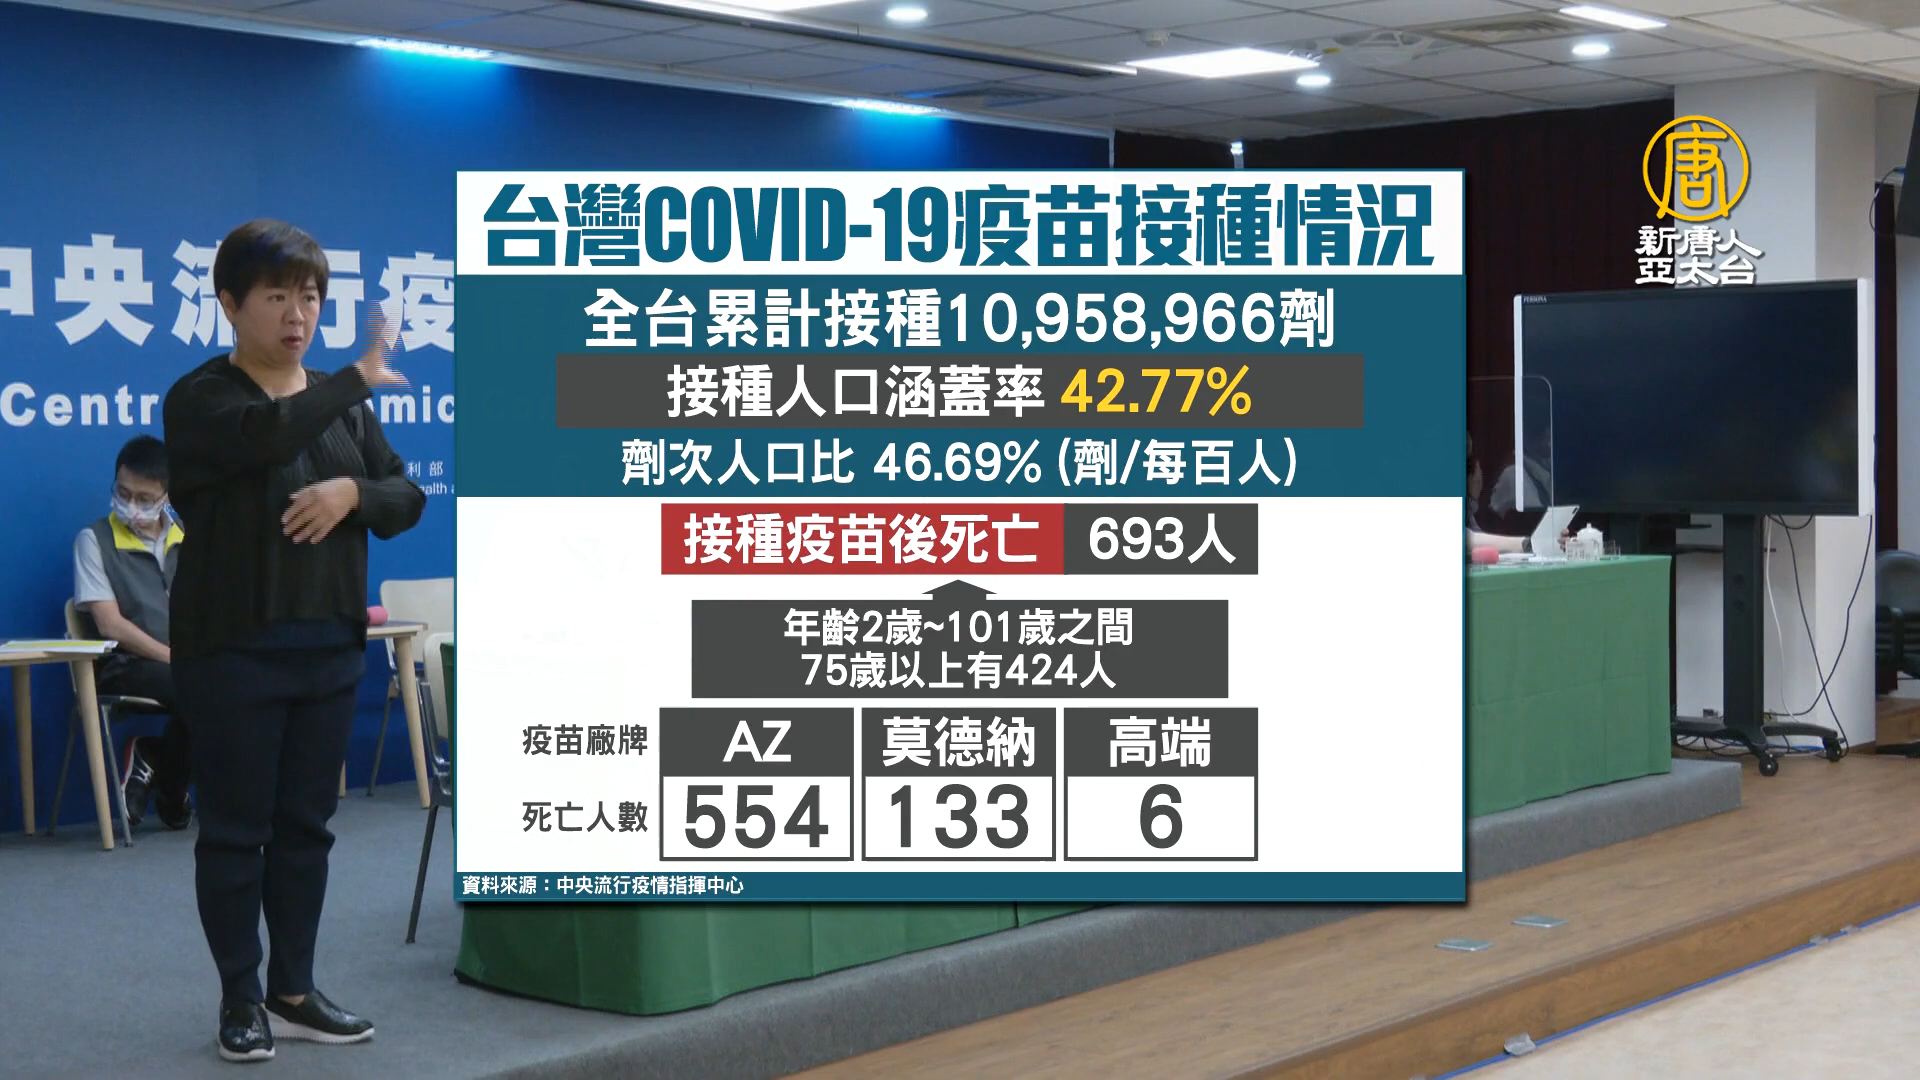 台灣COVID-19疫苗接種情況
全台累計接種10,958,966劑
接種人口涵蓋率 42.77%
劑次人口比 46.69% (劑/每百人)
接種疫苗後死亡 693人
年齡2歲~101歲之間
75歲以上有424人
疫苗廠牌 AZ 莫德納 高端
死亡人數 554 133 6
資料來源：中央流行疫情指揮中心
唐
新唐人
亞太台
中央流行疫
Centr
mic
利部
ealth a